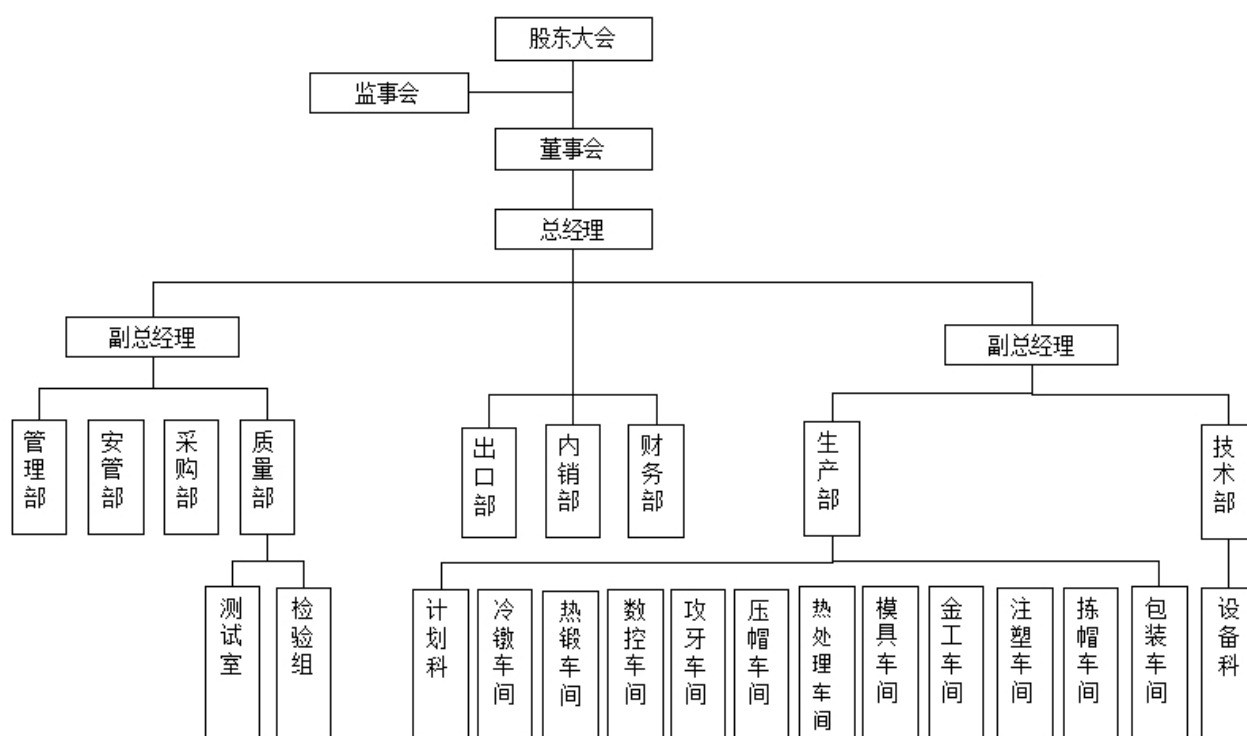 股东大会
监事会
董事会
总经理
副总经理
副总经理
管理部
安管部
采购部
质量部
出口部
内销部
财务部
生产部
技术部
测试室
检验组
计划科
冷镦车间
热锻车间
数控车间
攻牙车间
压帽车间
热处理车间
模具车间
金工车间
注塑车间
拣帽车间
包装车间
设备科